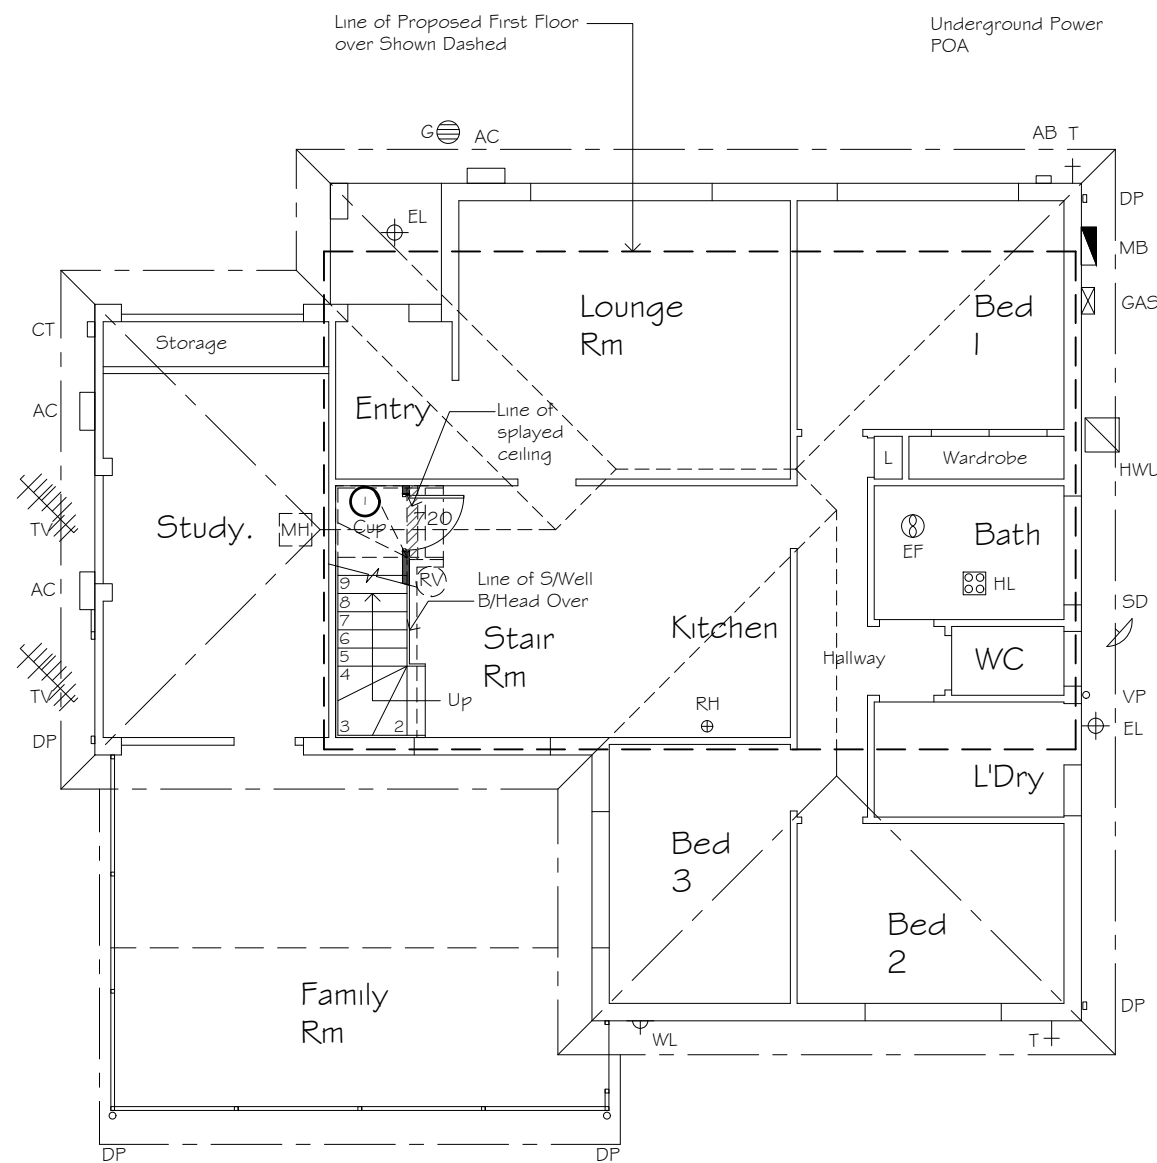 Line of Proposed First Floor
over Shown Dashed
Underground Power
POA
G
AC
AB T
EL
DP
MB
GAS
CT
Storage
Lounge
Rm
Bed
1
AC
Entry
Line of
splayed
ceiling
L
Wardrobe
HWU
TV
Study.
MH
Cup
720
EF
Bath
HL
AC
RV
Line of S/Well
B/Head Over
9
8
7
6
5
4
3
2
Up
Stair
Rm
Kitchen
Hallway
WC
SD
TV
RH
VP
EL
DP
L'Dry
Bed
3
Bed
2
Family
Rm
WL
T
DP
DP
DP